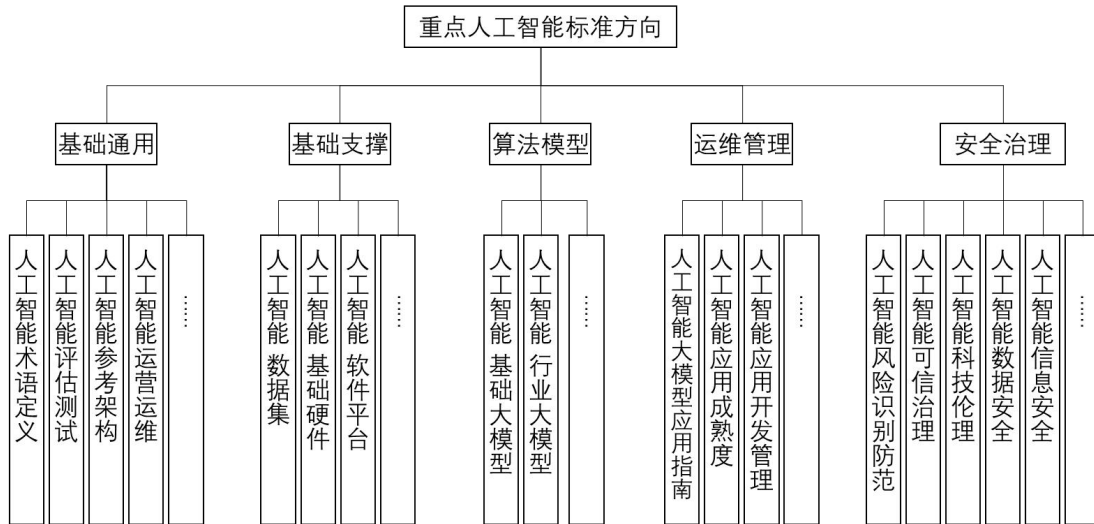 重点人工智能标准方向
基础通用
基础支撑
算法模型
运维管理
安全治理
人工智能术语定义
人工智能评估测试
人工智能参考架构
人工智能运营运维
……
人工智能 数据集
人工智能 基础硬件
人工智能 软件平台
……
人工智能 基础大模型
人工智能 行业大模型
……
人工智能大模型应用指南
人工智能应用成熟度
人工智能应用开发管理
……
人工智能风险识别防范
人工智能可信治理
人工智能科技伦理
人工智能数据安全
人工智能信息安全
……